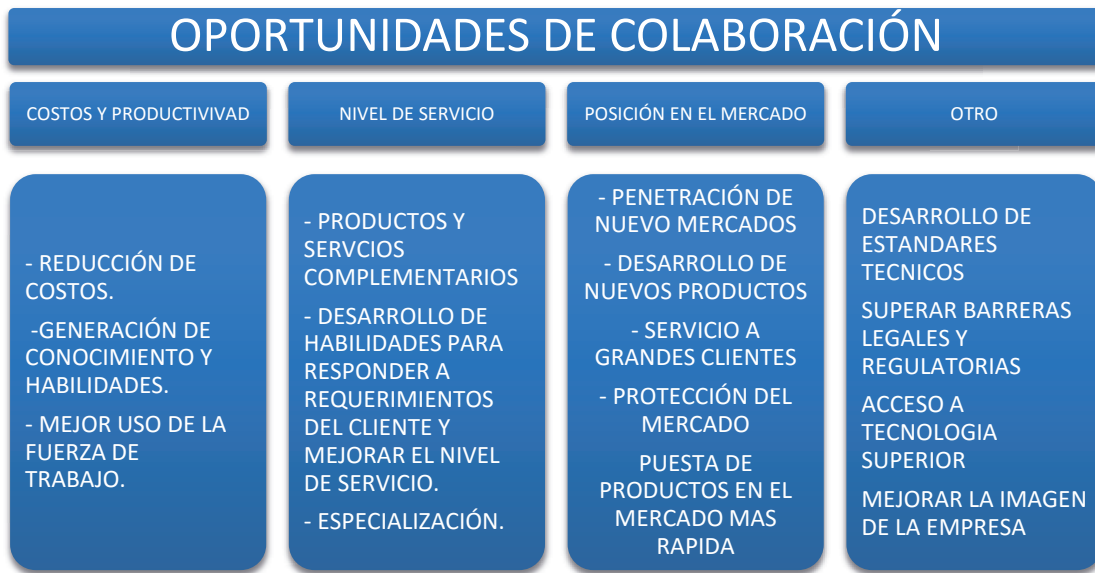 OPORTUNIDADES DE COLABORACIÓN
COSTOS Y PRODUCTIVIVAD
NIVEL DE SERVICIO
POSICIÓN EN EL MERCADO
OTRO
- REDUCCIÓN DE
COSTOS.
-GENERACIÓN DE
CONOCIMIENTO Y
HABILIDADES.
- MEJOR USO DE LA
FUERZA DE
TRABAJO.
- PRODUCTOS Y
SERVCIOS
COMPLEMENTARIOS
- DESARROLLO DE
HABILIDADES PARA
RESPONDER A
REQUERIMIENTOS
DEL CLIENTE Y
MEJORAR EL NIVEL
DE SERVICIO.
- ESPECIALIZACIÓN.
- PENETRACIÓN DE
NUEVO MERCADOS
- DESARROLLO DE
NUEVOS PRODUCTOS
- SERVICIO A
GRANDES CLIENTES
- PROTECCIÓN DEL
MERCADO
PUESTA DE
PRODUCTOS EN EL
MERCADO MAS
RAPIDA
DESARROLLO DE
ESTANDARES
TECNICOS
SUPERAR BARRERAS
LEGALES Y
REGULATORIAS
ACCESO A
TECNOLOGIA
SUPERIOR
MEJORAR LA IMAGEN
DE LA EMPRESA